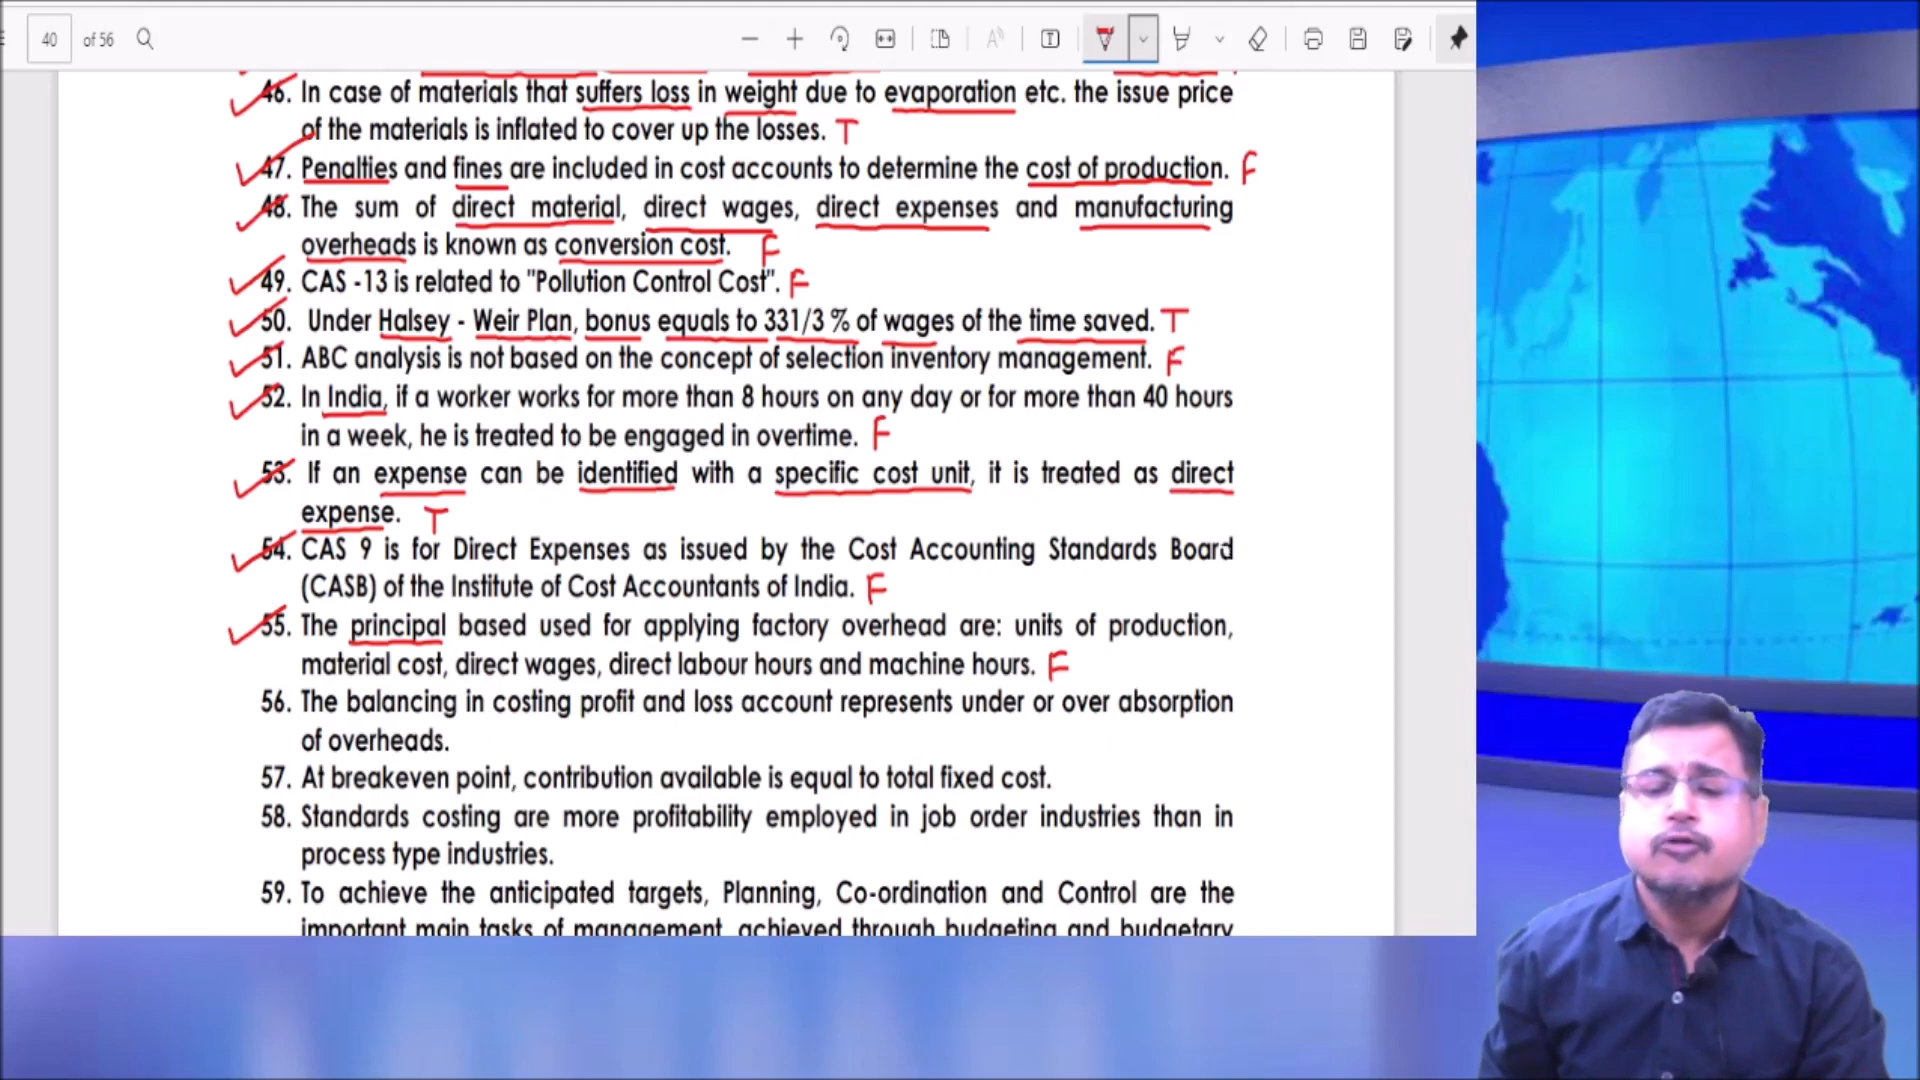 40 of 56
46. In case of materials that suffers loss in weight due to evaporation etc. the issue price
of the materials is inflated to cover up the losses. T
47. Penalties and fines are included in cost accounts to determine the cost of production. F
48. The sum of direct material, direct wages, direct expenses and manufacturing
overheads is known as conversion cost. F
49. CAS -13 is related to "Pollution Control Cost". F
50. Under Halsey - Weir Plan, bonus equals to 331/3 % of wages of the time saved. T
51. ABC analysis is not based on the concept of selection inventory management. F
52. In India, if a worker works for more than 8 hours on any day or for more than 40 hours
in a week, he is treated to be engaged in overtime. F
53. If an expense can be identified with a specific cost unit, it is treated as direct
expense. T
54. CAS 9 is for Direct Expenses as issued by the Cost Accounting Standards Board
(CASB) of the Institute of Cost Accountants of India. F
55. The principal based used for applying factory overhead are: units of production,
material cost, direct wages, direct labour hours and machine hours. F
56. The balancing in costing profit and loss account represents under or over absorption
of overheads.
57. At breakeven point, contribution available is equal to total fixed cost.
58. Standards costing are more profitability employed in job order industries than in
process type industries.
59. To achieve the anticipated targets, Planning, Co-ordination and Control are the
important main tasks of management, achieved through budgeting and budgetary